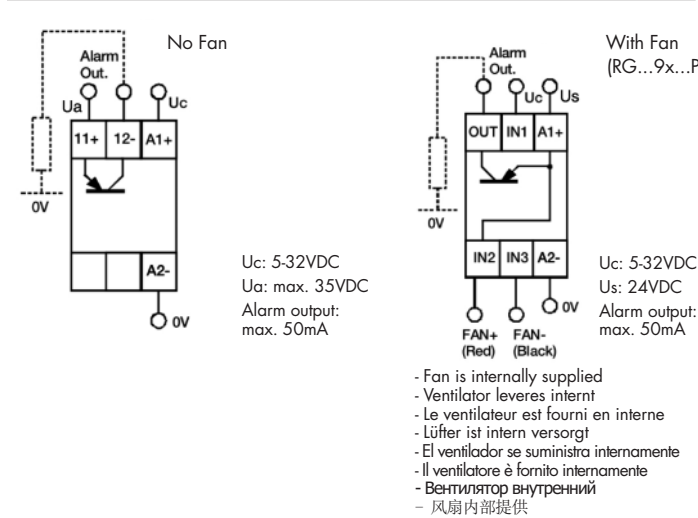 No Fan
Alarm
Out.
Ua
Uc
11+ 12- A1+
0V
A2-
0V
Uc: 5-32VDC
Ua: max. 35VDC
Alarm output:
max. 50mA
With Fan
(RG...9x...P
Alarm
Out.
Uc Us
OUT IN1 A1+
0V
IN2 IN3 A2-
0V
FAN+ FAN-
(Red) (Black)
Uc: 5-32VDC
Us: 24VDC
Alarm output:
max. 50mA
- Fan is internally supplied
- Ventilator leveres internt
- Le ventilateur est fourni en interne
- Lüfter ist intern versorgt
- El ventilador se suministra internamente
- Il ventilatore è fornito internamente
- Вентилятор внутренний
- 风扇内部提供